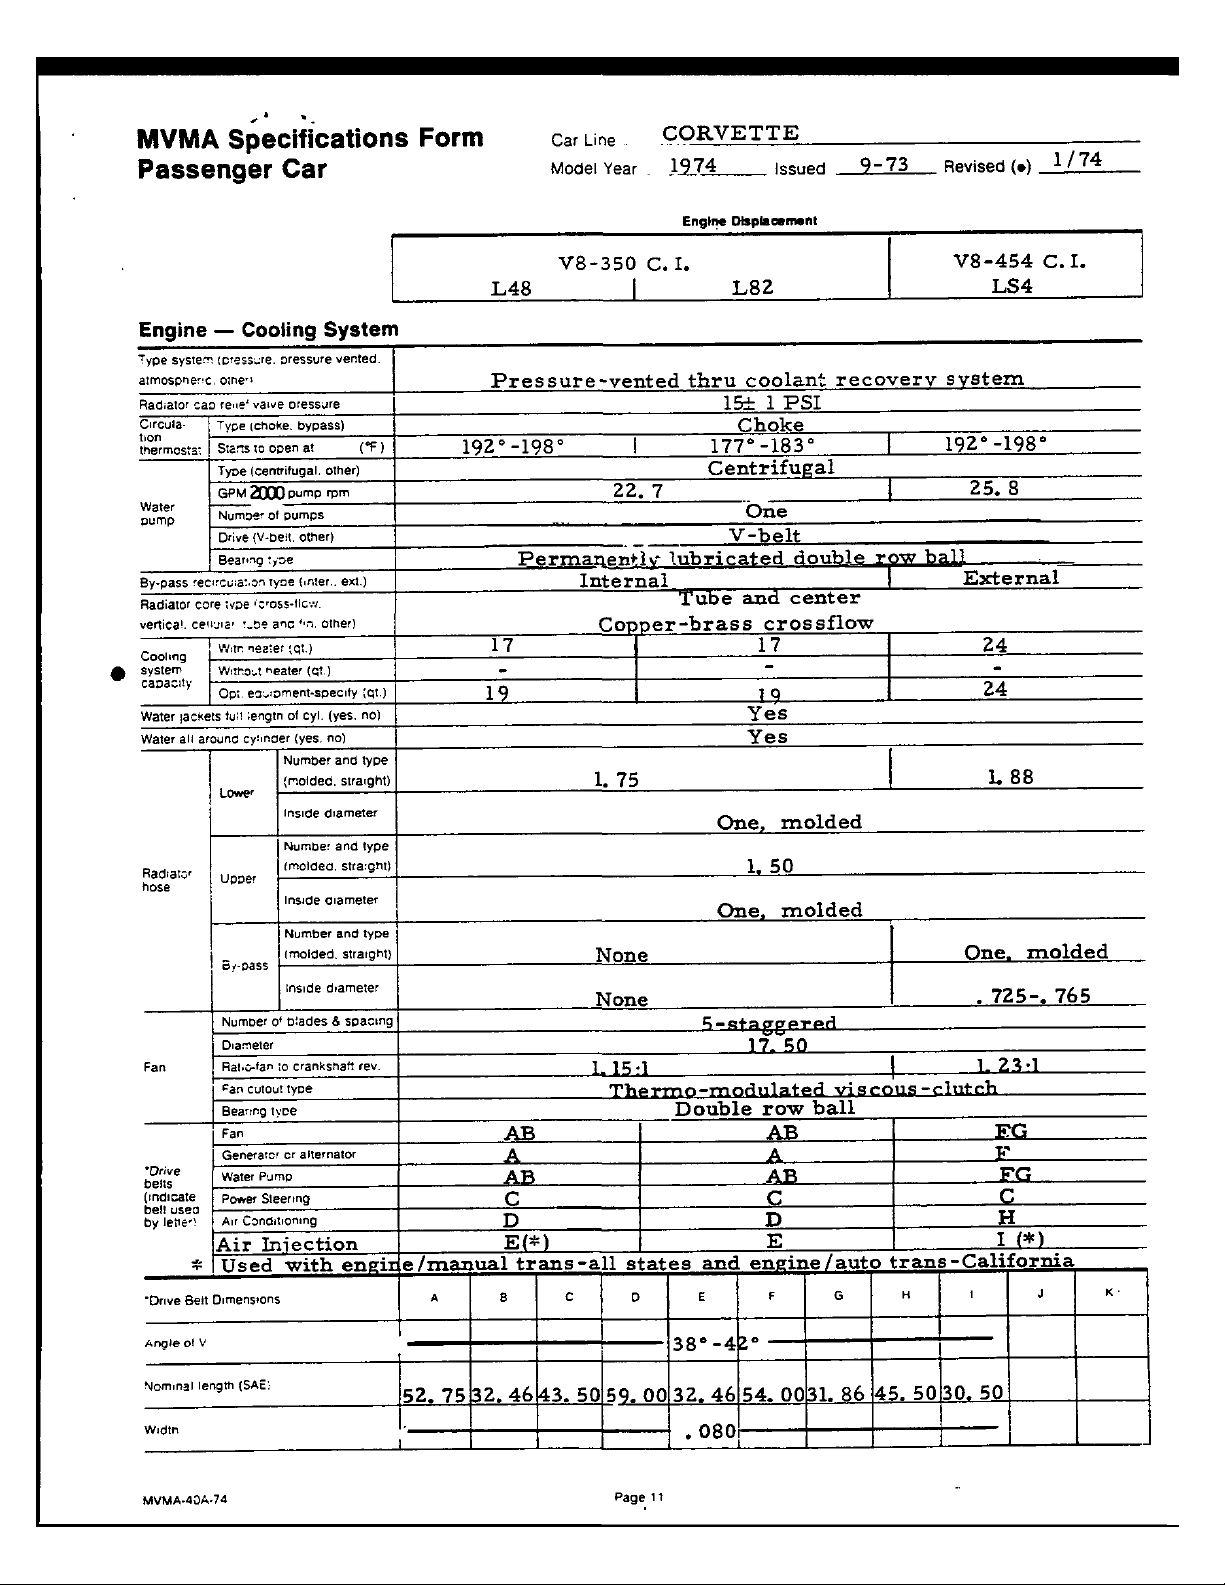 MVMA Specifications Form Car Line CORVETTE
Passenger Car Model Year 1974 Issued 9-73 Revised (●) 1/74
Engine Displacement
V8-350 C.I. V8-454 C.I.
L48 L82 LS4
Engine — Cooling System
Type system (pressure, pressure vented,
atmospheric, other) Pressure-vented thru coolant recovery system
Radiator cap relief valve pressure 15± 1 PSI
Circula- Type (choke, bypass) Choke
tion
thermostat Starts to open at (°F) 192°-198° 177°-183° 192°-198°
Type (centrifugal, other) Centrifugal
GPM 2000 pump rpm 22.7 25.8
Water
pump Number of pumps One
Drive (V-belt, other) V-belt
Bearing type Permanently lubricated double row ball
By-pass recirculation type (inter., ext.) Internal External
Radiator core type (cross-flow, Tube and center
vertical, cellular, tube and fin, other) Copper-brass crossflow
Cooling With heater (qt.) 17 17 24
● system Without heater (qt.) - - -
capacity Opt. equipment-specify (qt.) 19 19 24
Water jackets full length of cyl. (yes, no) Yes
Water all around cylinder (yes, no) Yes
Number and type
(molded, straight) 1.75 1.88
Lower
Inside diameter One, molded
Number and type
(molded, straight) 1.50
Radiator Upper
hose
Inside diameter One, molded
Number and type
(molded, straight) None One, molded
By-pass
Inside diameter None .725-.765
Number of blades & spacing 5-staggered
Diameter 17.50
Fan Ratio-fan to crankshaft rev. 1.15:1 1.23:1
Fan cutout type Thermo-modulated viscous-clutch
Bearing type Double row ball
Fan AB AB FG
Generator or alternator A A F
*Drive
belts Water Pump AB AB FG
(indicate Power Steering C C C
belt used
by letter) Air Conditioning D D H
Air Injection E(*) E I (*)
* Used with engine/manual trans-all states and engine/auto trans-California
*Drive Belt Dimensions A B C D E F G H I J K
Angle of V 38°-42°
Nominal length (SAE) 52.75 32.46 43.50 59.00 32.46 54.00 31.86 45.50 30.50
Width .080
MVMA-40A-74 Page 11